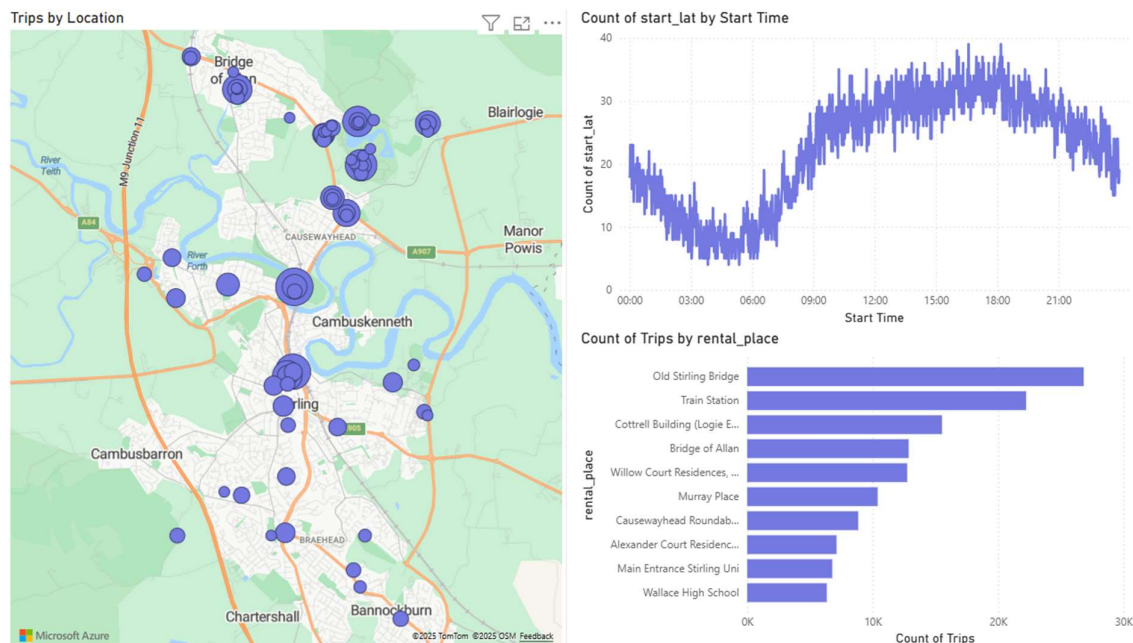 Trips by Location
Bridge
of Allan
Blairlogie
M9 Junction 11
River
Teith
A84
CAUSEWAYHEAD
Manor
Powis
A907
River
Forth
Cambuskenneth
905
Cambusbarron
BRAEHEAD
Chartershall
Bannockburn
Microsoft Azure
©2025 TomTom ©2025 OSM Feedback
Count of start_lat by Start Time
Count of start_lat
40
30
20
10
0
00:00 03:00 06:00 09:00 12:00 15:00 18:00 21:00
Start Time
Count of Trips by rental_place
rental_place
Old Stirling Bridge
Train Station
Cottrell Building (Logie E...
Bridge of Allan
Willow Court Residences, ...
Murray Place
Causewayhead Roundab...
Alexander Court Residenc...
Main Entrance Stirling Uni
Wallace High School
0K 10K 20K 30K
Count of Trips